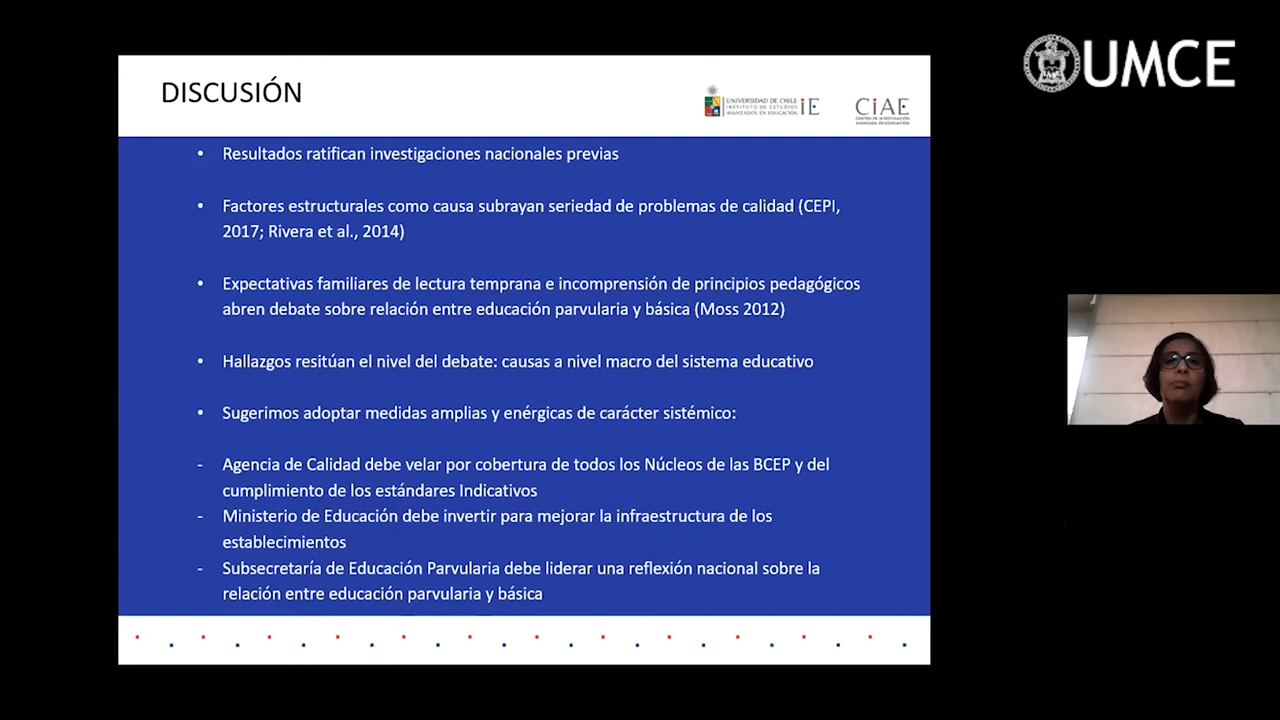 UMCE
DISCUSIÓN
UNIVERSIDAD DE CHILE
INSTITUTO DE ESTUDIOS
AVANZADOS EN EDUCACIÓN
iE
CiAE
CENTRO DE INVESTIGACIÓN
AVANZADA EN EDUCACIÓN
• Resultados ratifican investigaciones nacionales previas
• Factores estructurales como causa subrayan seriedad de problemas de calidad (CEPI,
2017; Rivera et al., 2014)
• Expectativas familiares de lectura temprana e incomprensión de principios pedagógicos
abren debate sobre relación entre educación parvularia y básica (Moss 2012)
• Hallazgos resitúan el nivel del debate: causas a nivel macro del sistema educativo
• Sugerimos adoptar medidas amplias y enérgicas de carácter sistémico:
- Agencia de Calidad debe velar por cobertura de todos los Núcleos de las BCEP y del
cumplimiento de los estándares Indicativos
- Ministerio de Educación debe invertir para mejorar la infraestructura de los
establecimientos
- Subsecretaría de Educación Parvularia debe liderar una reflexión nacional sobre la
relación entre educación parvularia y básica